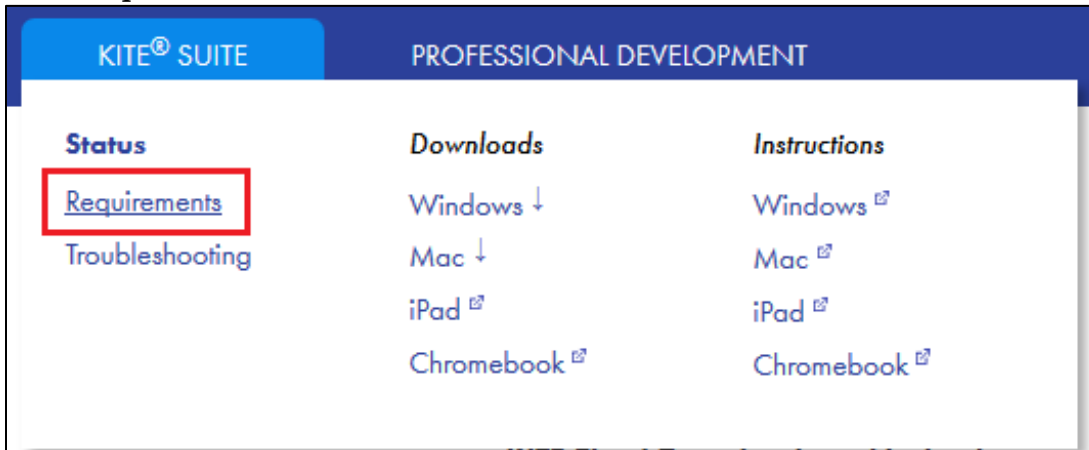 KITE® SUITE PROFESSIONAL DEVELOPMENT
Status Downloads Instructions
Requirements Windows ↓ Windows
Troubleshooting Mac ↓ Mac
iPad iPad
Chromebook Chromebook